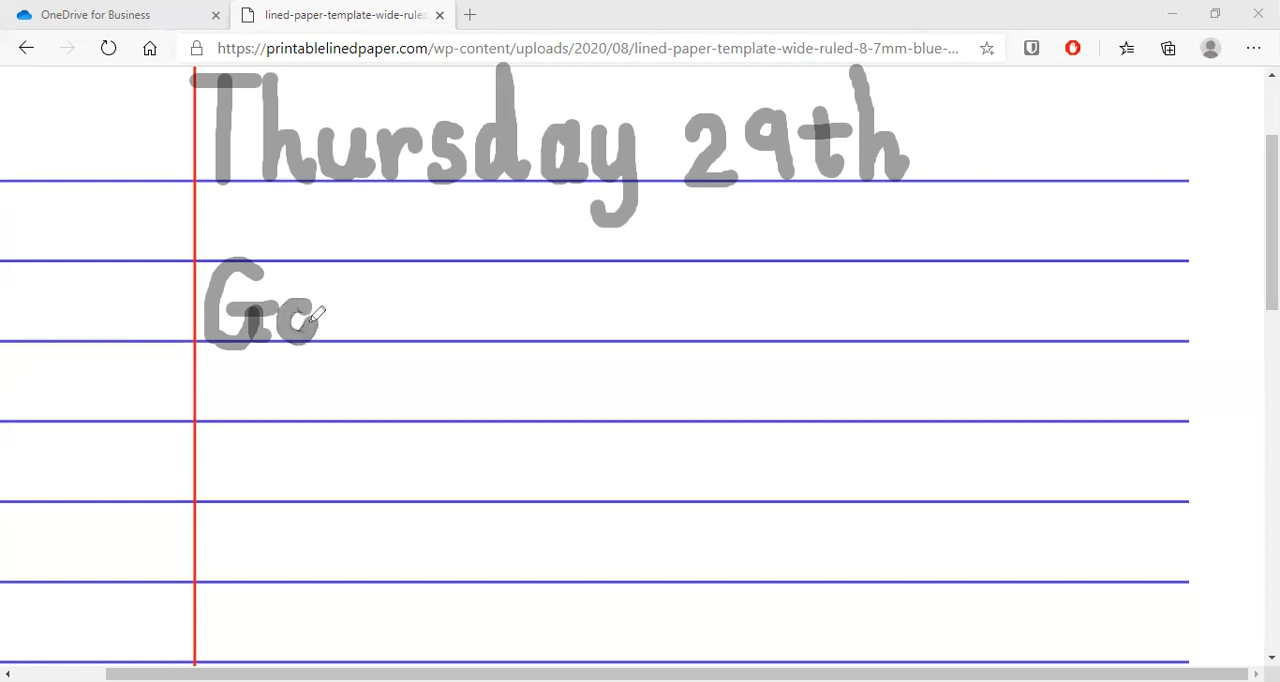 OneDrive for Business
lined-paper-template-wide-ruled
https://printablelinedpaper.com/wp-content/uploads/2020/08/lined-paper-template-wide-ruled-8-7mm-blue-...
Thursday 29th
Go